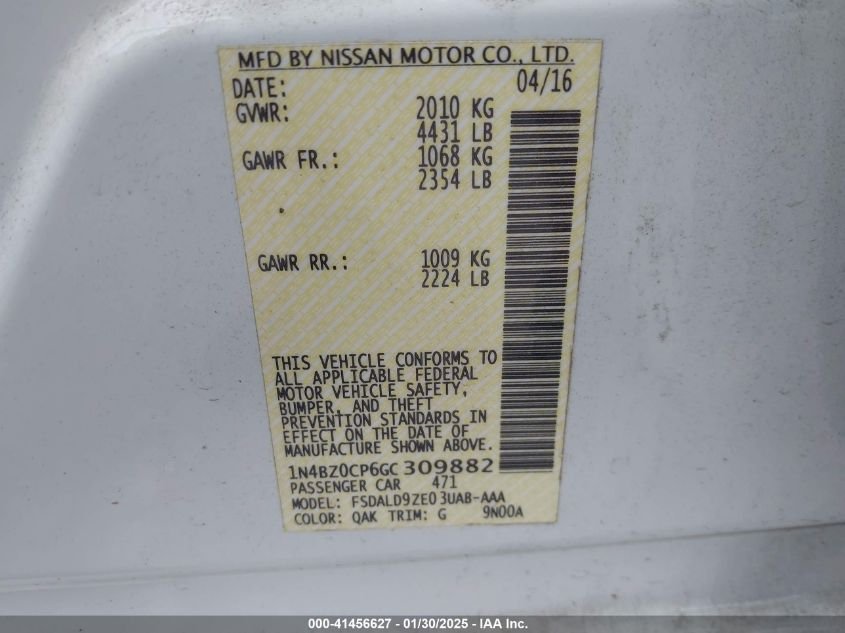 MFD BY NISSAN MOTOR CO., LTD.
DATE: 04/16
GVWR: 2010 KG
4431 LB
GAWR FR.: 1068 KG
2354 LB
GAWR RR.: 1009 KG
2224 LB
THIS VEHICLE CONFORMS TO
ALL APPLICABLE FEDERAL
MOTOR VEHICLE SAFETY,
BUMPER, AND THEFT
PREVENTION STANDARDS IN
EFFECT ON THE DATE OF
MANUFACTURE SHOWN ABOVE.
1N4BZ0CP6GC309882
PASSENGER CAR 471
MODEL: FSDALD9ZE03UAB-AAA
COLOR: QAK TRIM: G 9N00A
000-41456627 - 01/30/2025 - IAA Inc.